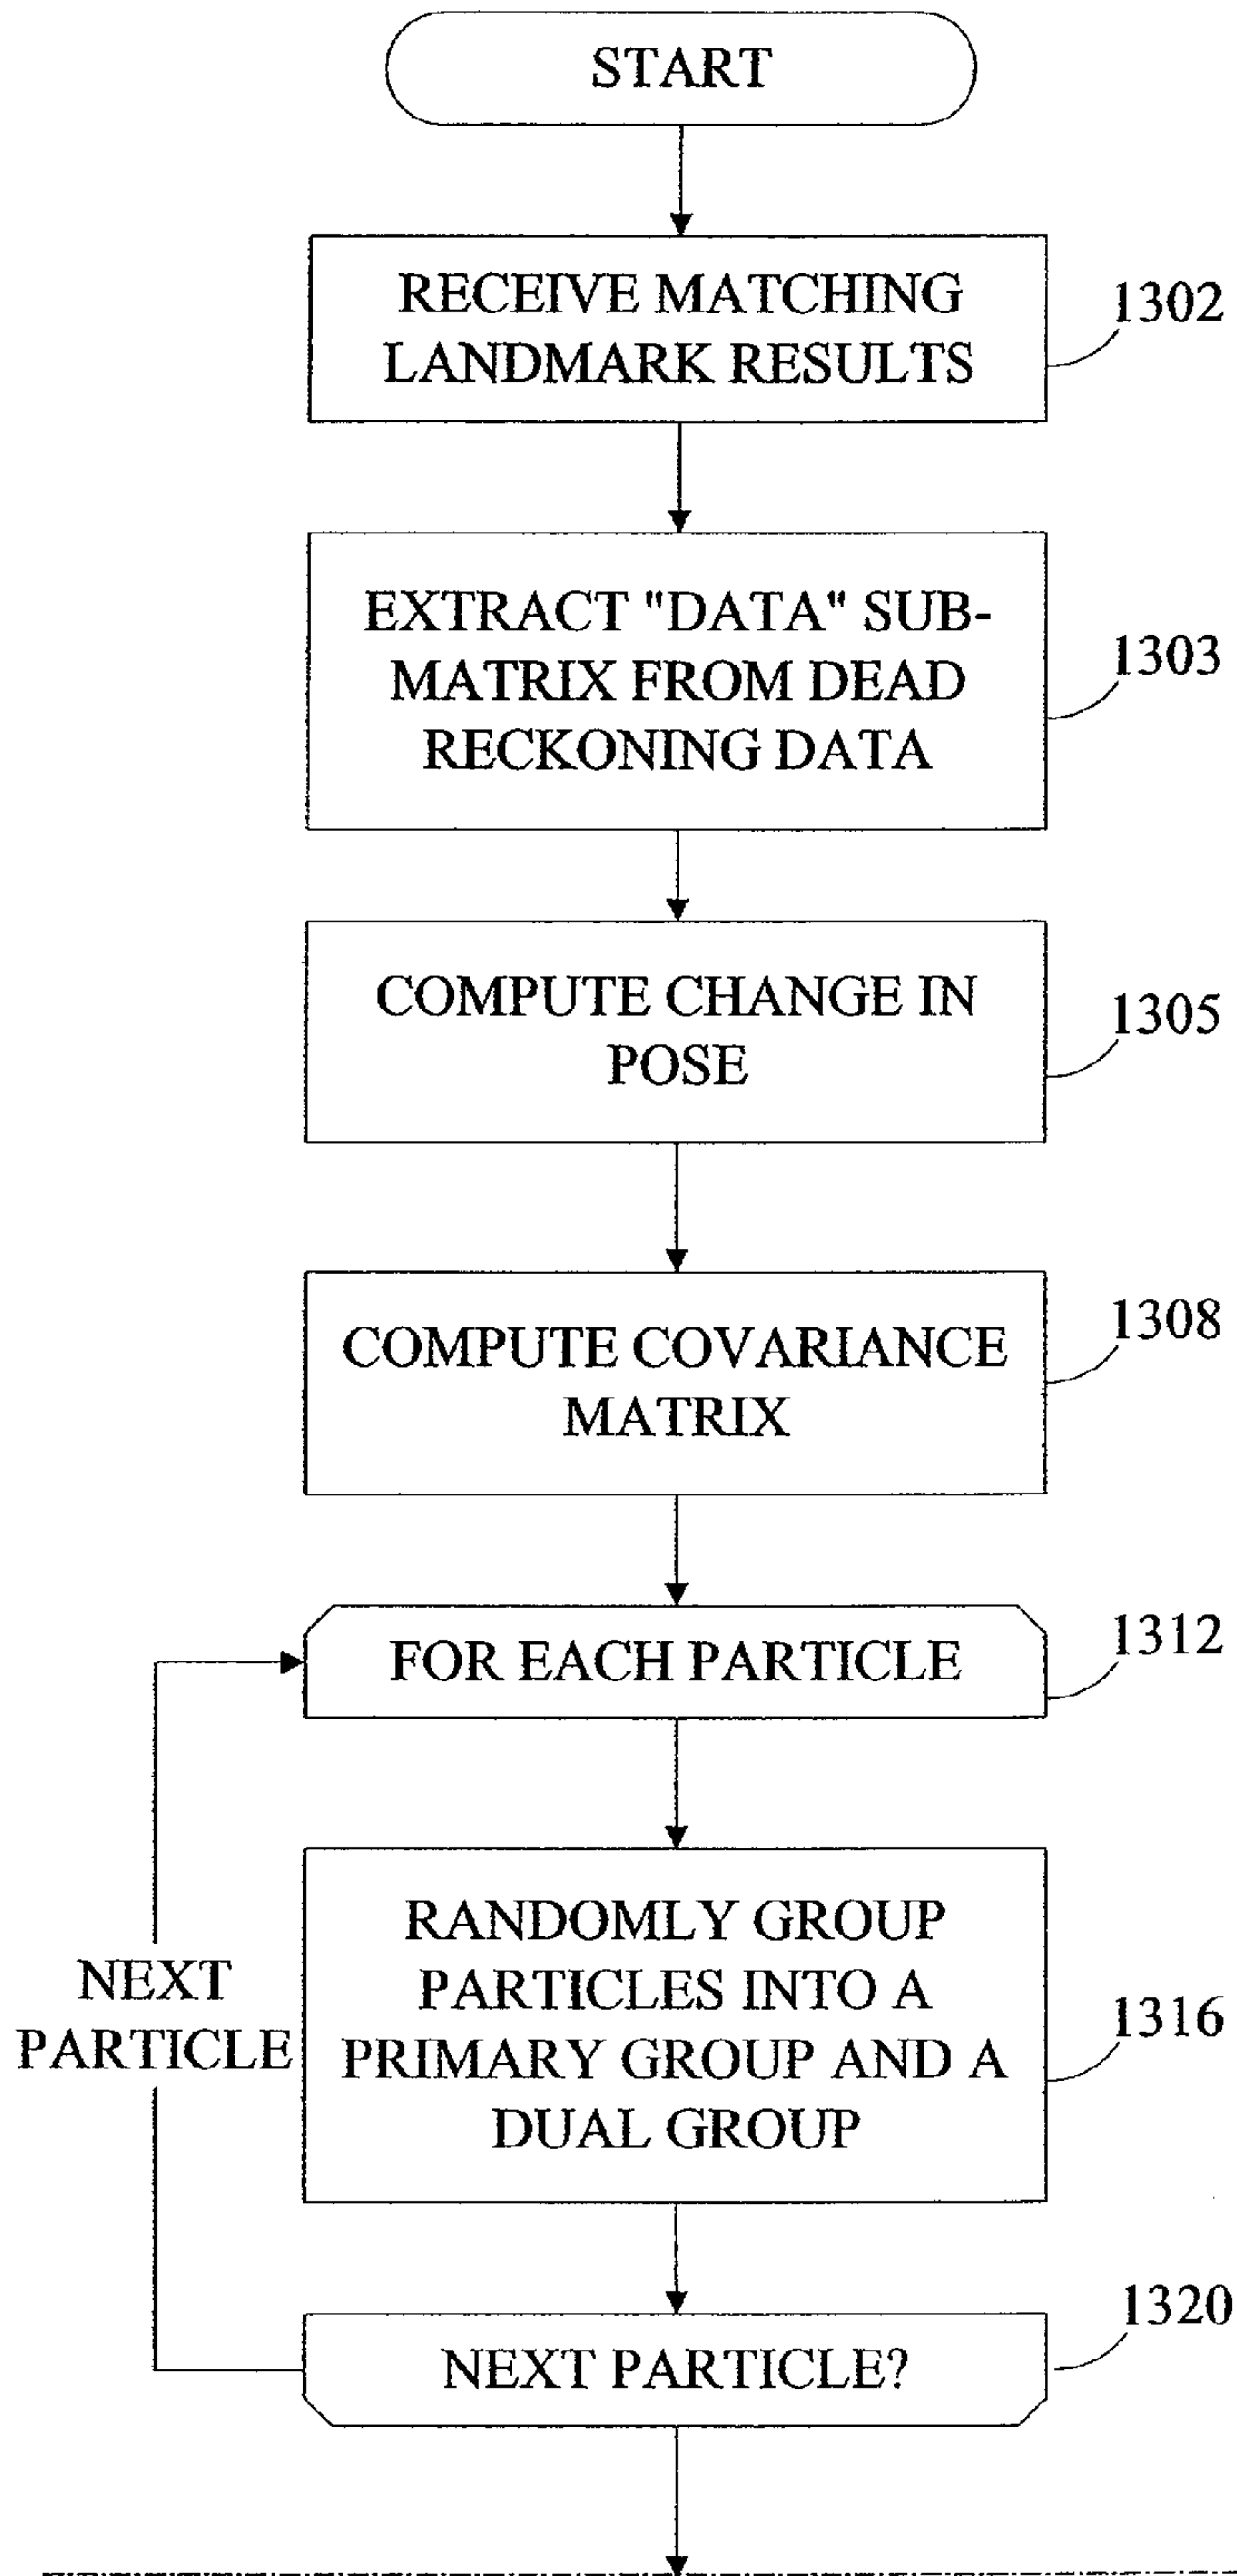 START
RECEIVE MATCHING
LANDMARK RESULTS
1302
EXTRACT "DATA" SUB-
MATRIX FROM DEAD
RECKONING DATA
1303
COMPUTE CHANGE IN
POSE
1305
COMPUTE COVARIANCE
MATRIX
1308
FOR EACH PARTICLE
1312
RANDOMLY GROUP
PARTICLES INTO A
PRIMARY GROUP AND A
DUAL GROUP
1316
NEXT
PARTICLE
NEXT PARTICLE?
1320